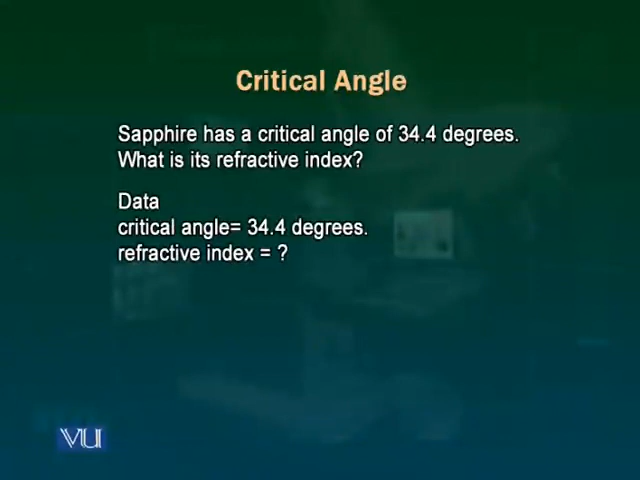 Critical Angle
Sapphire has a critical angle of 34.4 degrees.
What is its refractive index?
Data
critical angle= 34.4 degrees.
refractive index = ?
VU